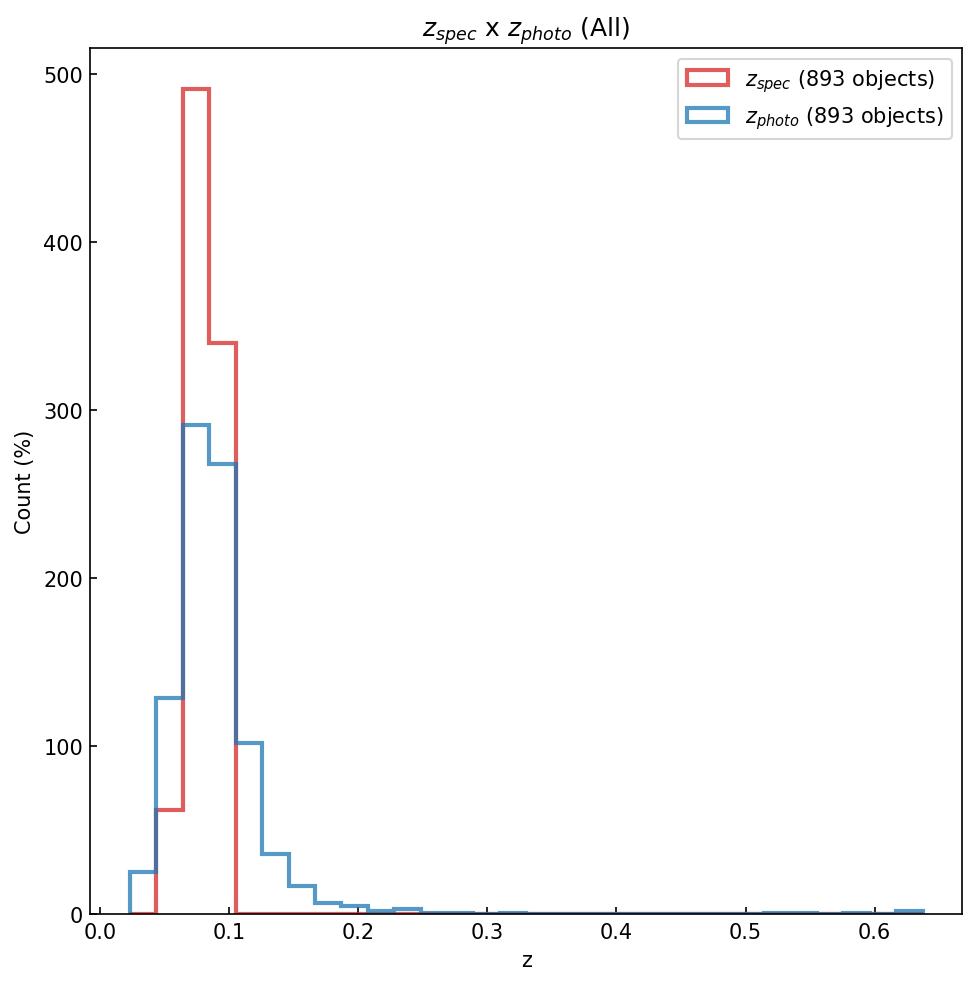 z_spec x z_photo (All)
z_spec (893 objects)
z_photo (893 objects)
500
400
300
200
100
0
Count (%)
0.0 0.1 0.2 0.3 0.4 0.5 0.6
z